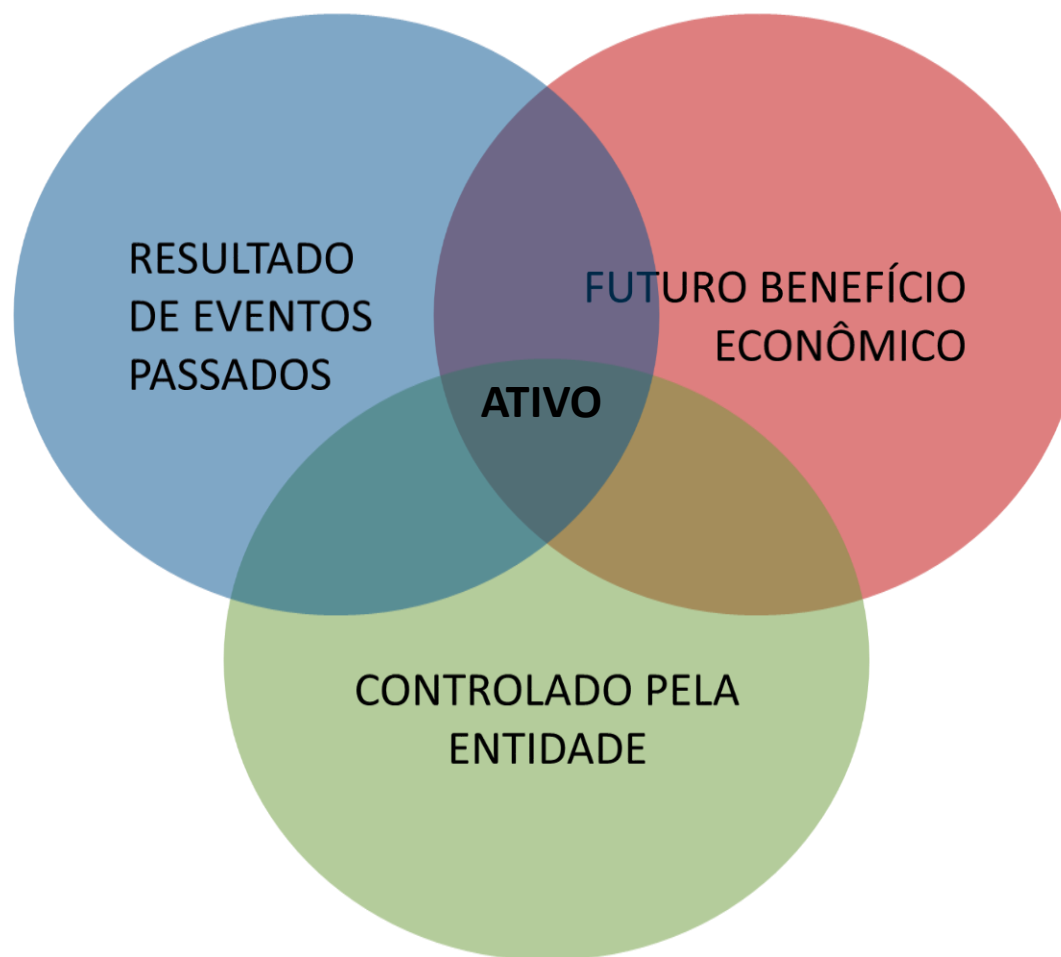 RESULTADO
DE EVENTOS
PASSADOS
FUTURO BENEFÍCIO
ECONÔMICO
ATIVO
CONTROLADO PELA
ENTIDADE